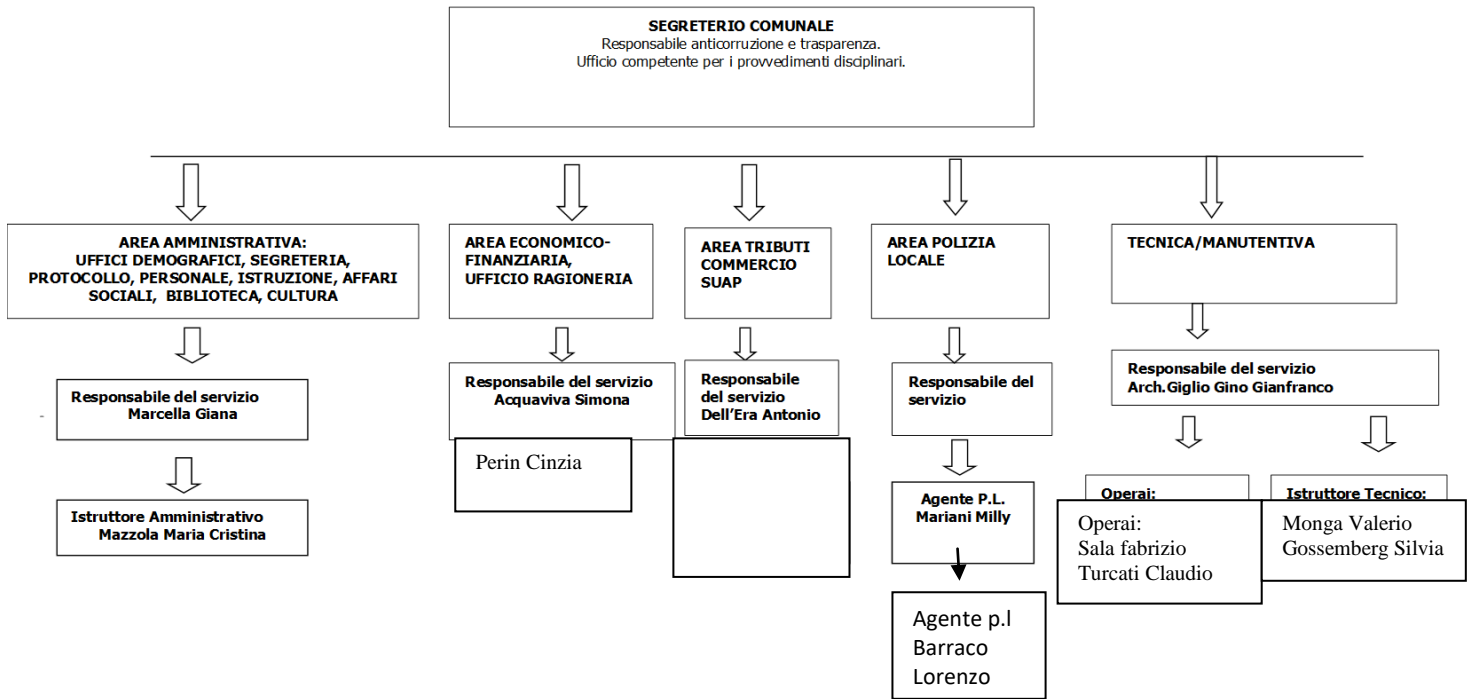 SEGRETERIO COMUNALE
Responsabile anticorruzione e trasparenza.
Ufficio competente per i provvedimenti disciplinari.
AREA AMMINISTRATIVA:
UFFICI DEMOGRAFICI, SEGRETERIA,
PROTOCOLLO, PERSONALE, ISTRUZIONE, AFFARI
SOCIALI, BIBLIOTECA, CULTURA
AREA ECONOMICO-
FINANZIARIA,
UFFICIO RAGIONERIA
AREA TRIBUTI
COMMERCIO
SUAP
AREA POLIZIA
LOCALE
TECNICA/MANUTENTIVA
Responsabile del servizio
Marcella Giana
Responsabile del servizio
Acquaviva Simona
Responsabile
del servizio
Dell'Era Antonio
Responsabile del
servizio
Responsabile del servizio
Arch.Giglio Gino Gianfranco
Istruttore Amministrativo
Mazzola Maria Cristina
Perin Cinzia
Agente P.L.
Mariani Milly
Agente p.l
Barraco
Lorenzo
Operai:
Operai:
Sala fabrizio
Turcati Claudio
Istruttore Tecnico:
Monga Valerio
Gossemberg Silvia